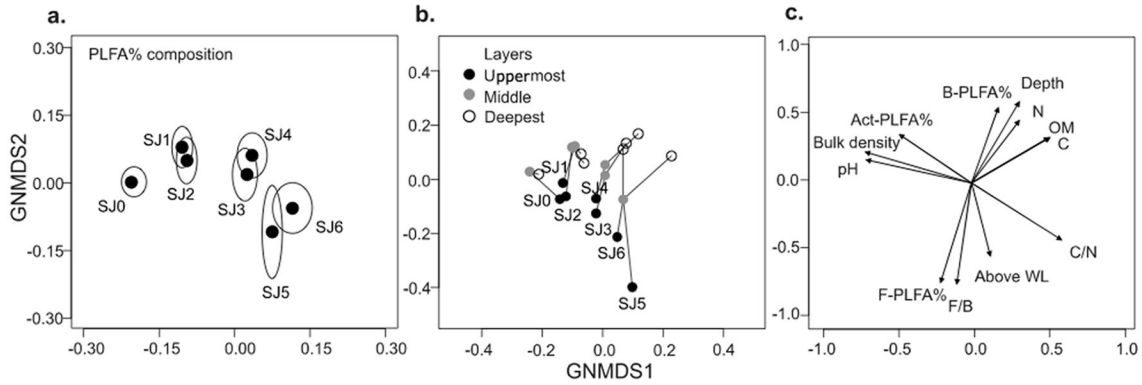 a.
PLFA% composition
GNMDS2
0.30
0.15
0.00
-0.15
-0.30
-0.30
-0.15
0.00
0.15
0.30
SJ0
SJ1
SJ2
SJ3
SJ4
SJ5
SJ6
b.
Layers
Uppermost
Middle
Deepest
0.4
0.2
0.0
-0.2
-0.4
-0.4
-0.2
0.0
0.2
0.4
GNMDS1
SJ1
SJ0
SJ2
SJ4
SJ3
SJ6
SJ5
c.
1.0
0.5
0.0
-0.5
-1.0
-1.0
-0.5
0.0
0.5
1.0
B-PLFA%
Depth
N
Act-PLFA%
OM
Bulk density
C
pH
C/N
Above WL
F-PLFA%
F/B